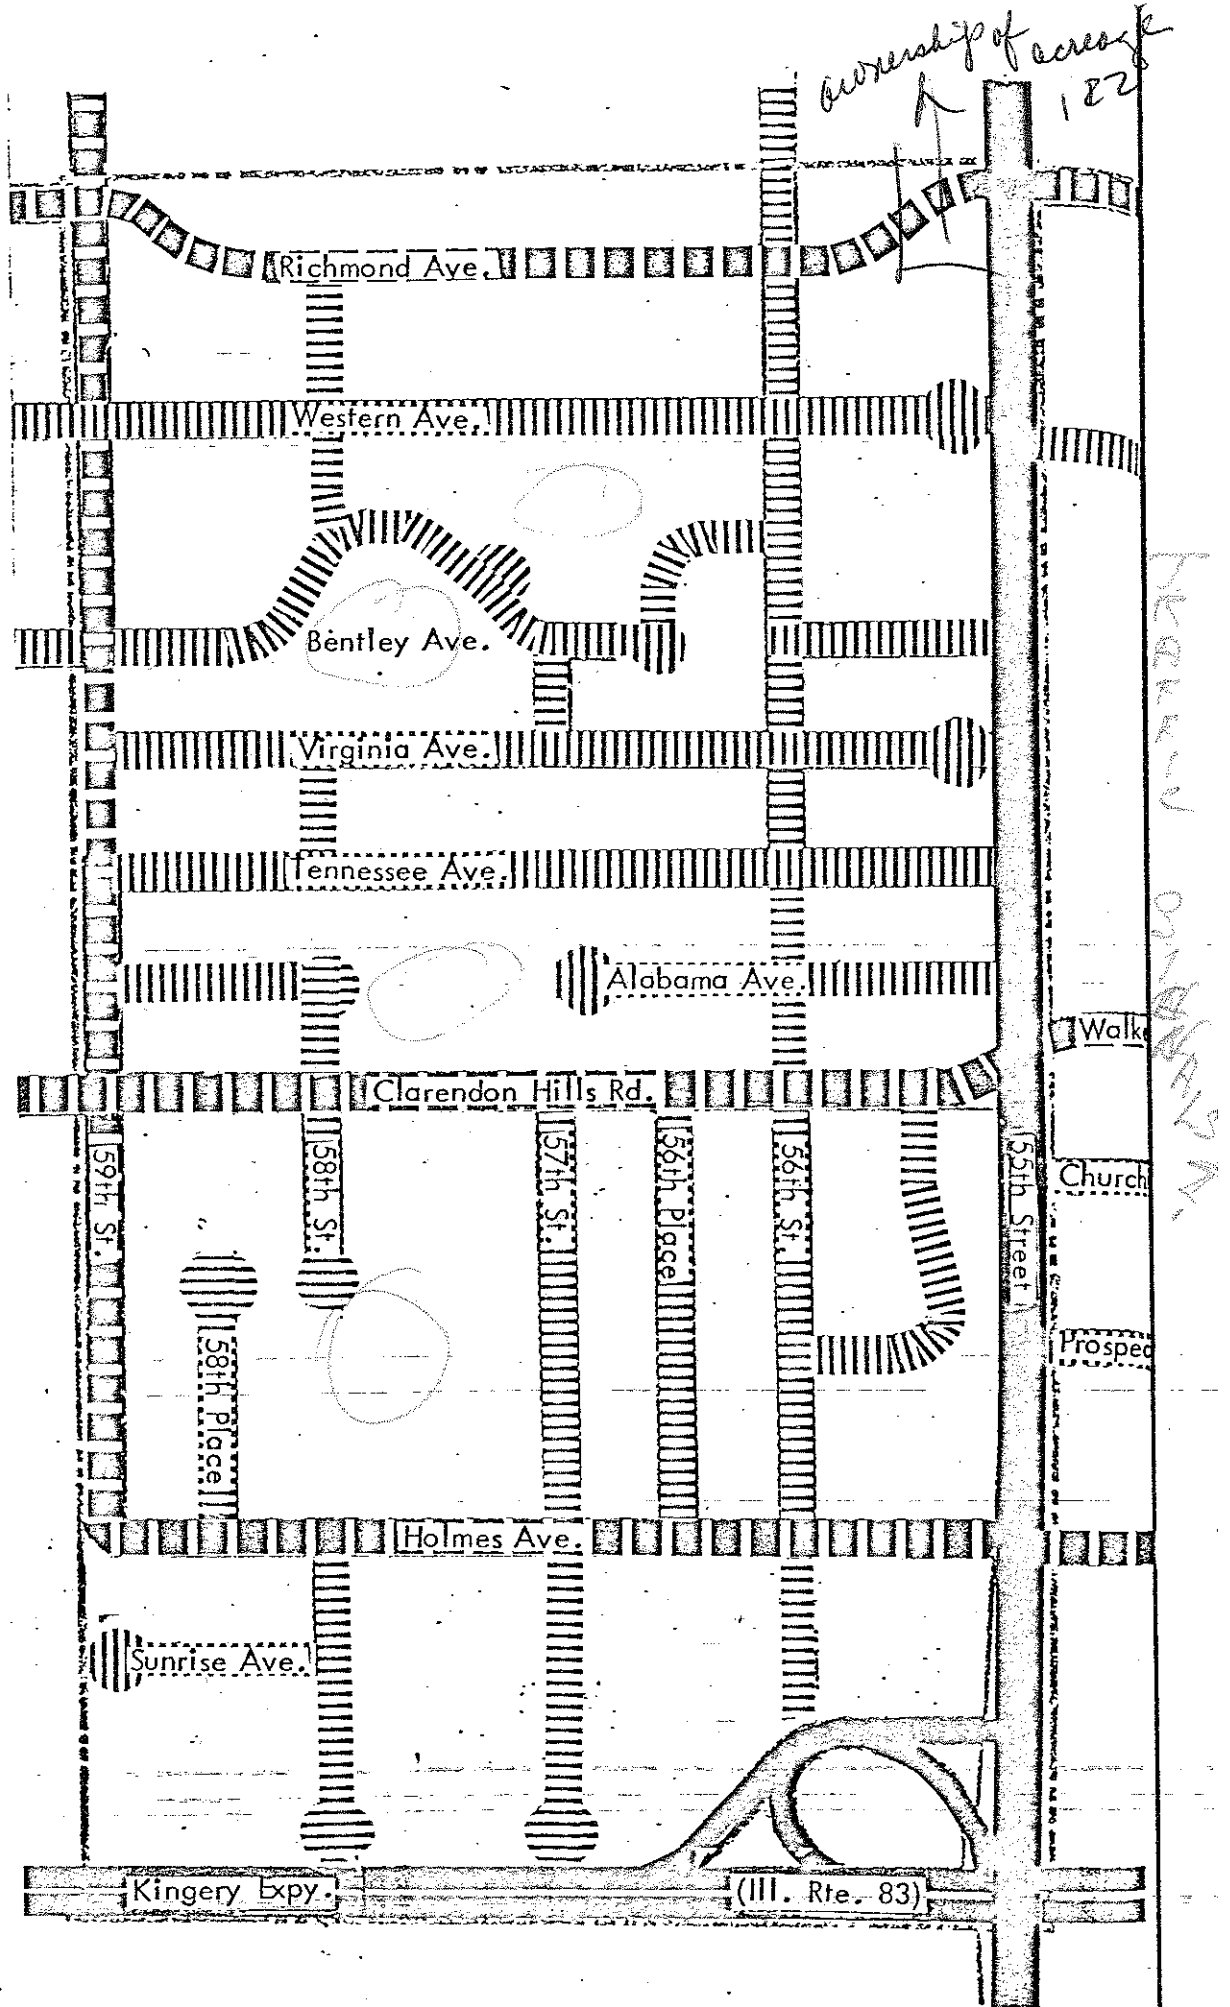 ownership of acreage
122
Richmond Ave.
Western Ave.
Bentley Ave.
Virginia Ave.
Tennessee Ave.
Alabama Ave.
Walk
Clarendon Hills Rd.
59th St.
58th St.
57th St.
56th Place
56th St.
55th Street
Church
58th Place
Prospec
Holmes Ave.
Sunrise Ave.
Kingery Expy.
(Ill. Rte. 83)